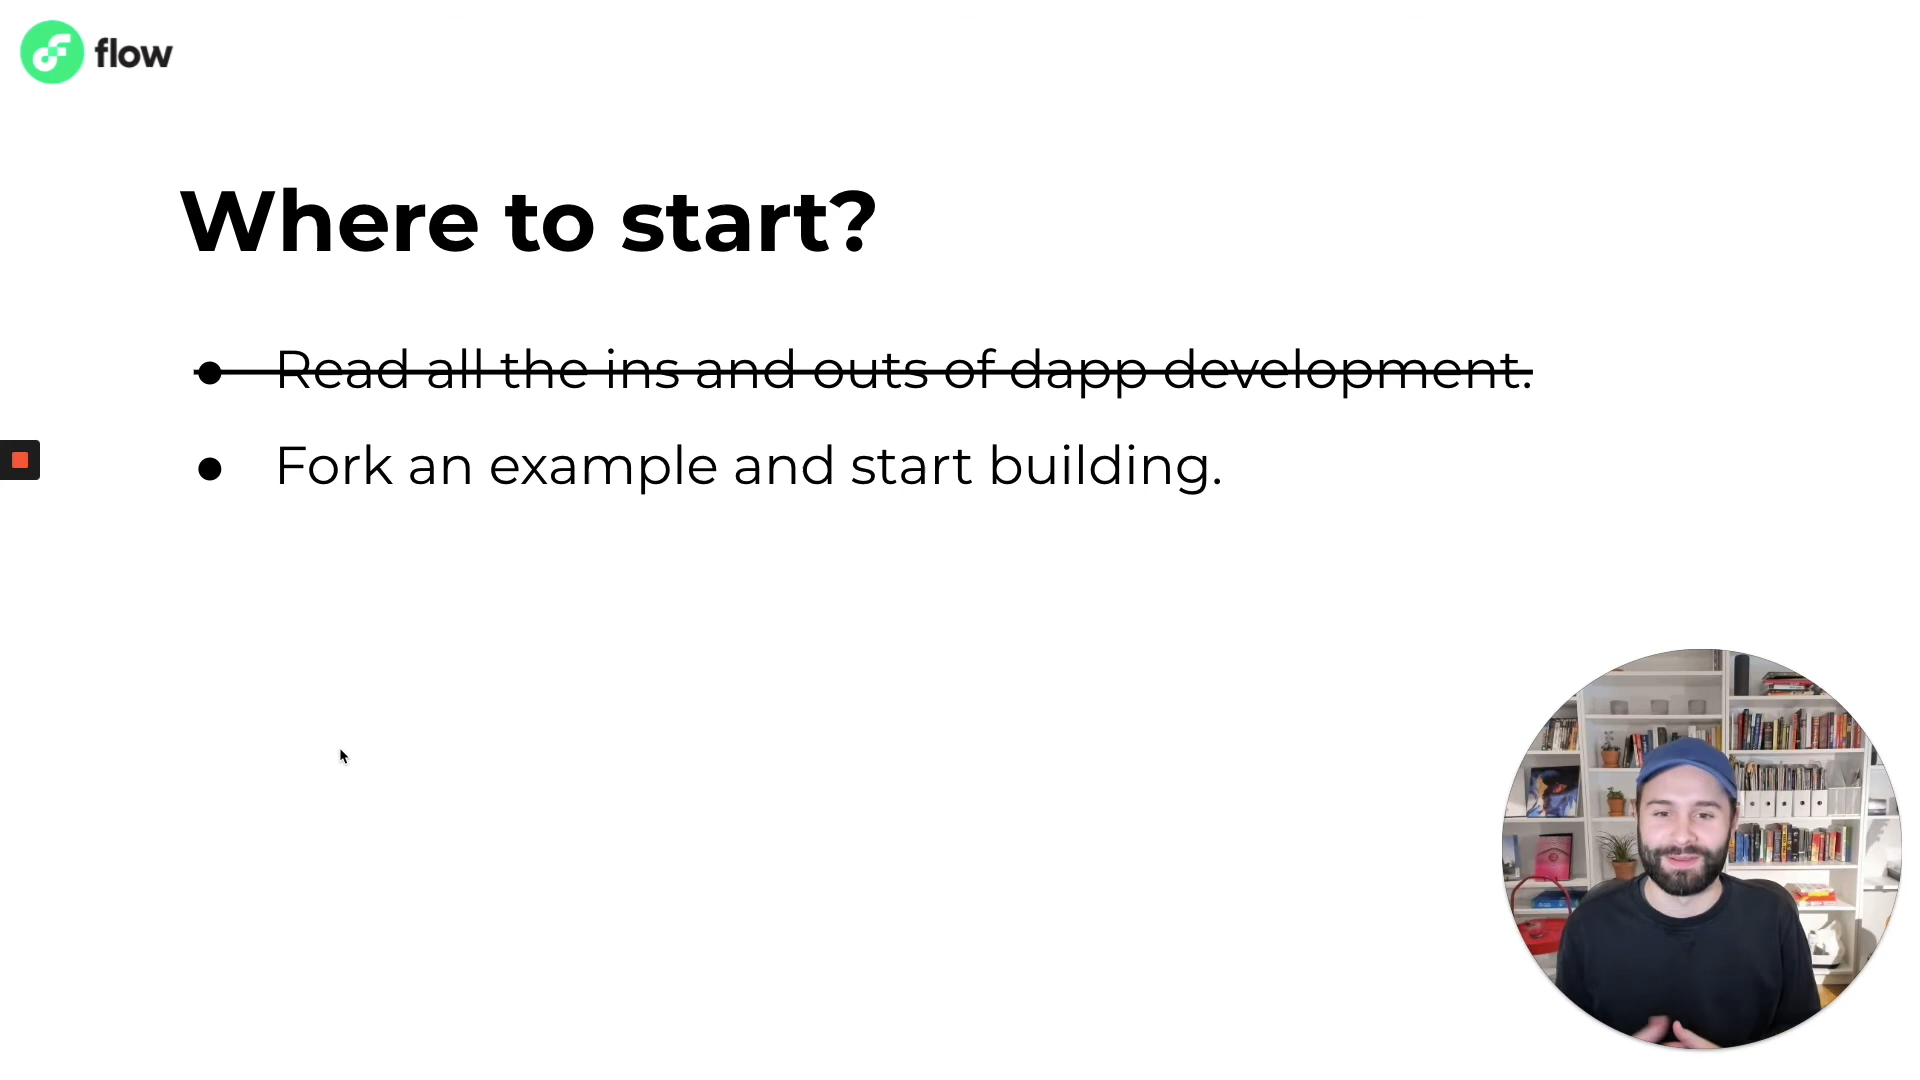 flow
Where to start?
● Read all the ins and outs of dapp development.
● Fork an example and start building.